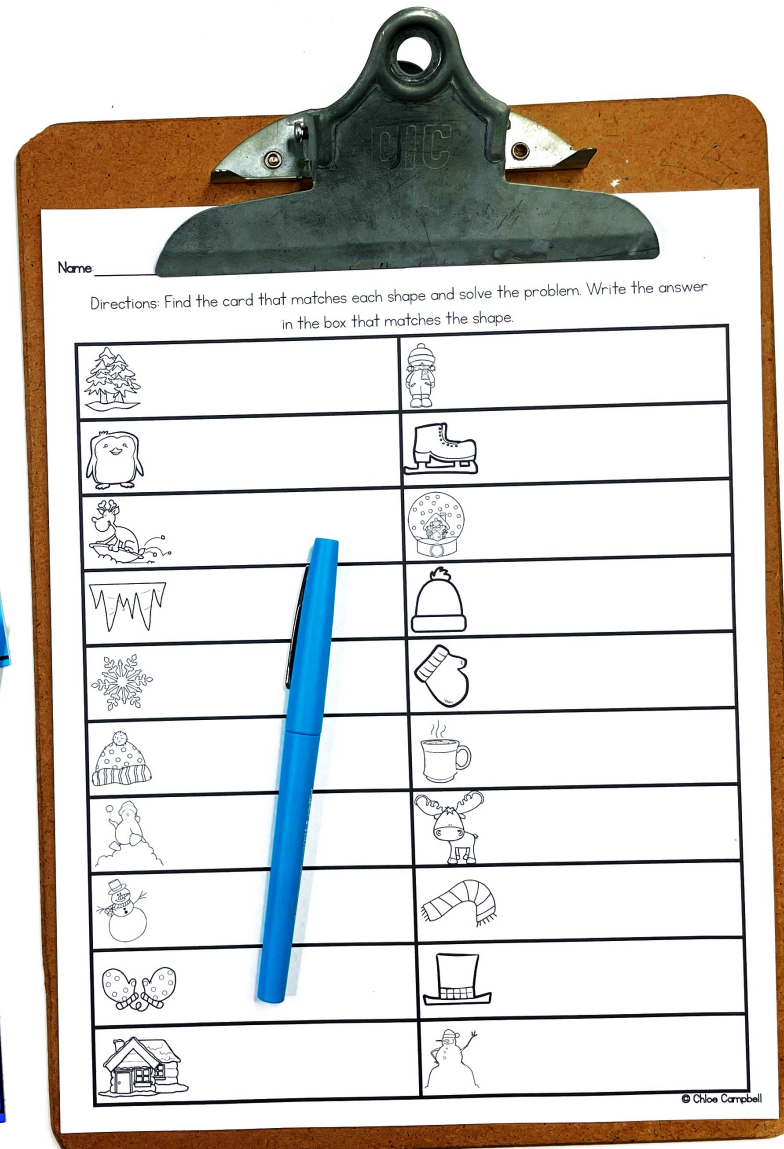 QIC
Name:
Directions: Find the card that matches each shape and solve the problem. Write the answer
in the box that matches the shape.
© Chloe Campbell